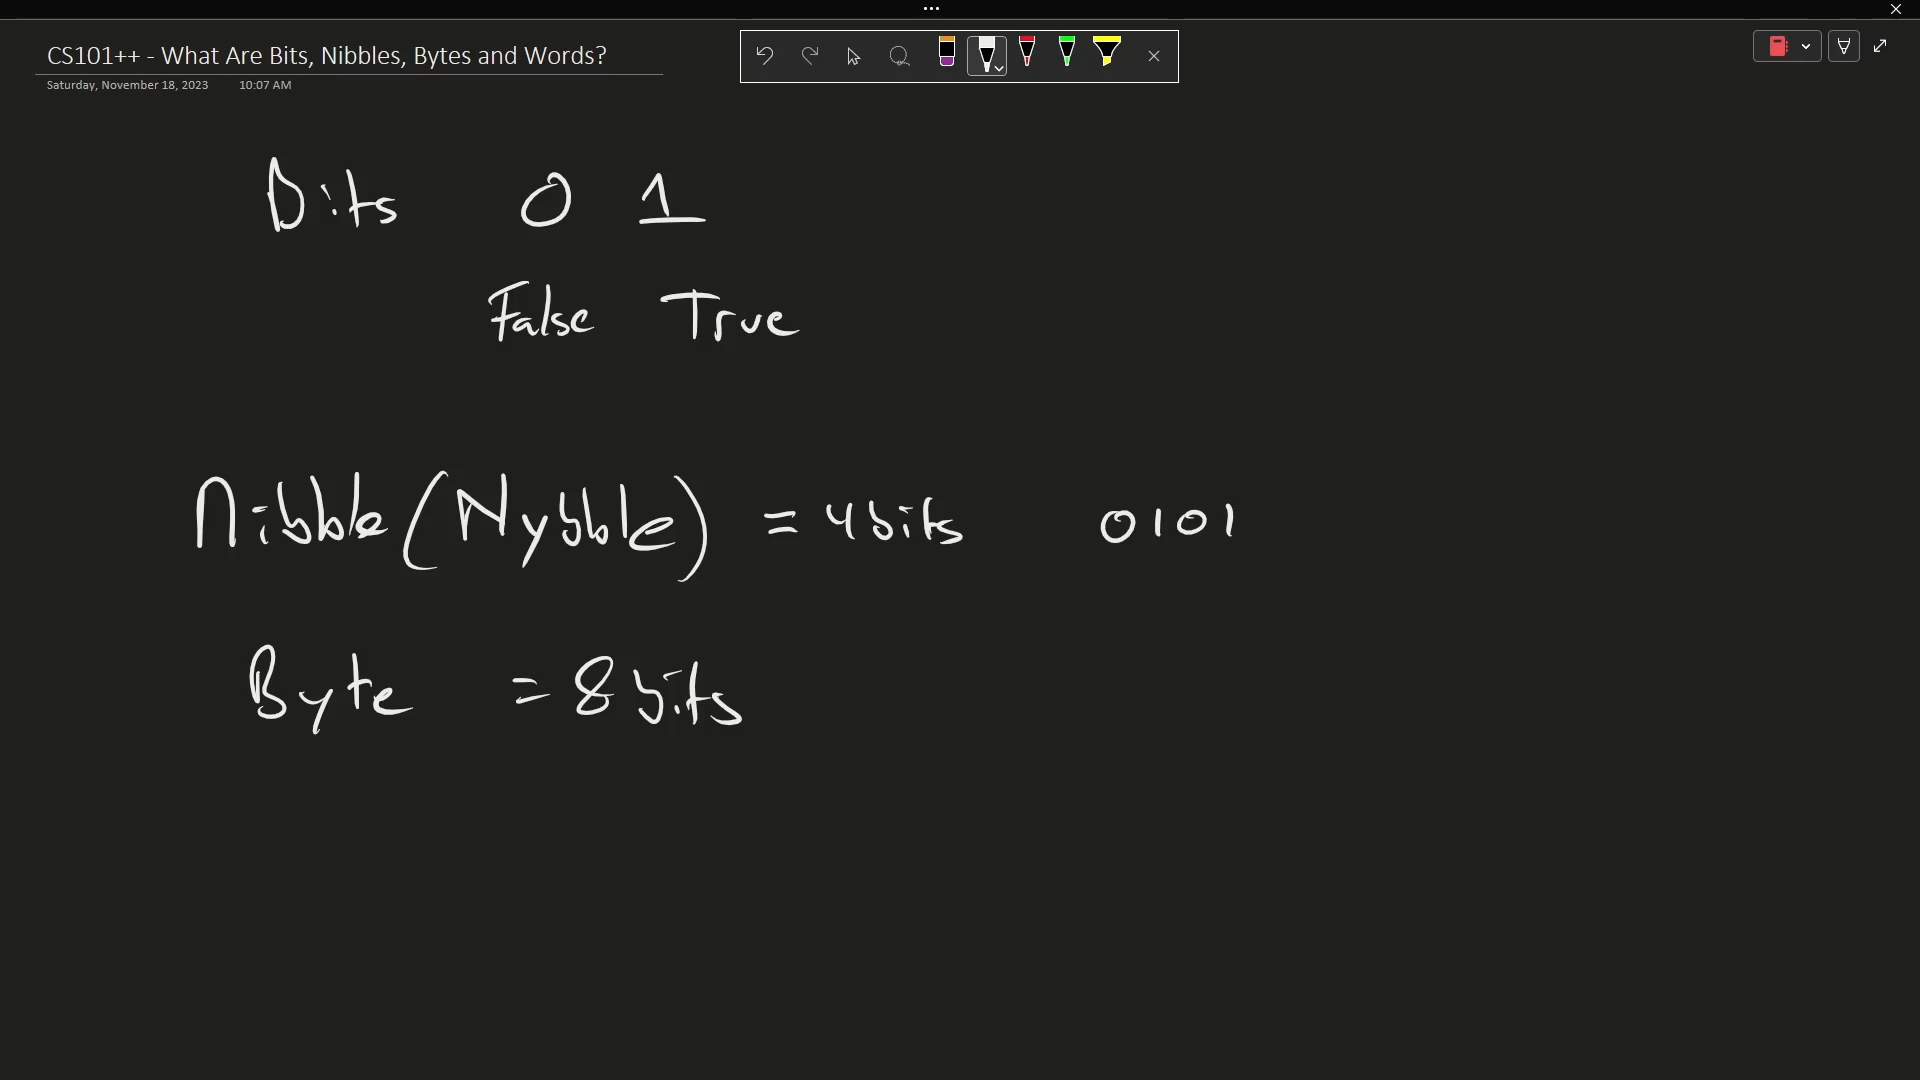 CS101++ - What Are Bits, Nibbles, Bytes and Words?
Saturday, November 18, 2023 10:07 AM
Bits 0 1
False True
Nibble (Nybble) = 4 bits 0101
Byte = 8 bits